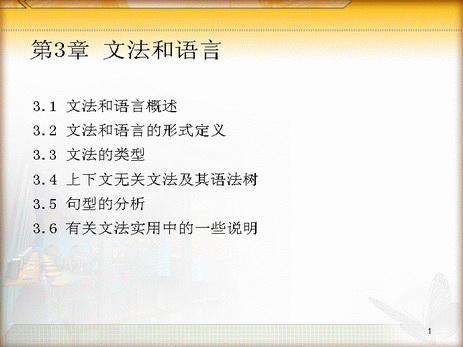 第3章 文法和语言
3.1 文法和语言概述
3.2 文法和语言的形式定义
3.3 文法的类型
3.4 上下文无关文法及其语法树
3.5 句型的分析
3.6 有关文法实用中的一些说明
1